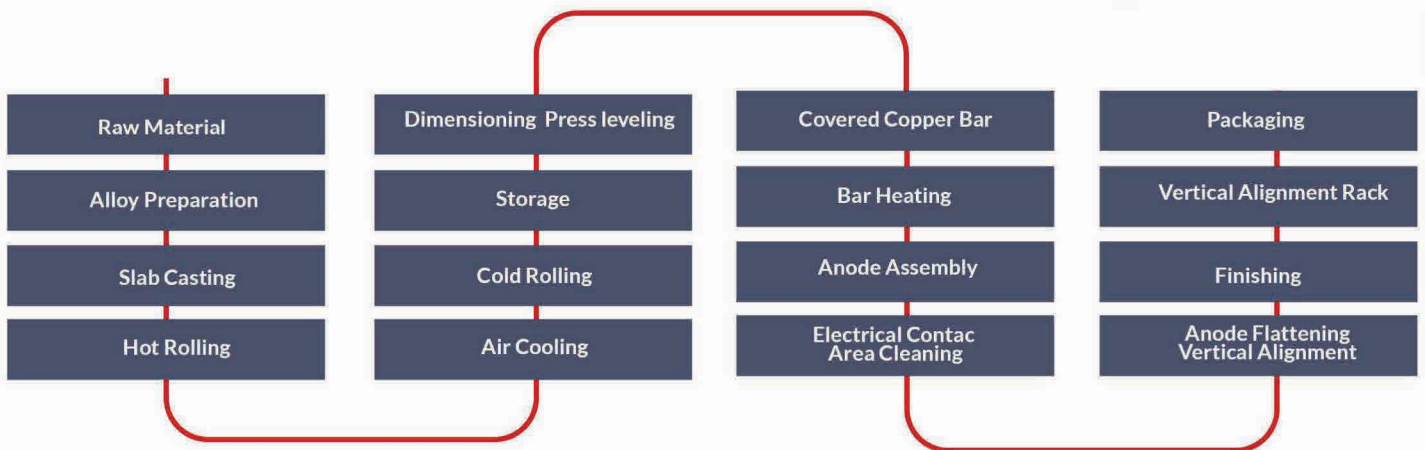 Raw Material
Alloy Preparation
Slab Casting
Hot Rolling
Dimensioning Press leveling
Storage
Cold Rolling
Air Cooling
Covered Copper Bar
Bar Heating
Anode Assembly
Electrical Contac
Area Cleaning
Packaging
Vertical Alignment Rack
Finishing
Anode Flattening
Vertical Alignment